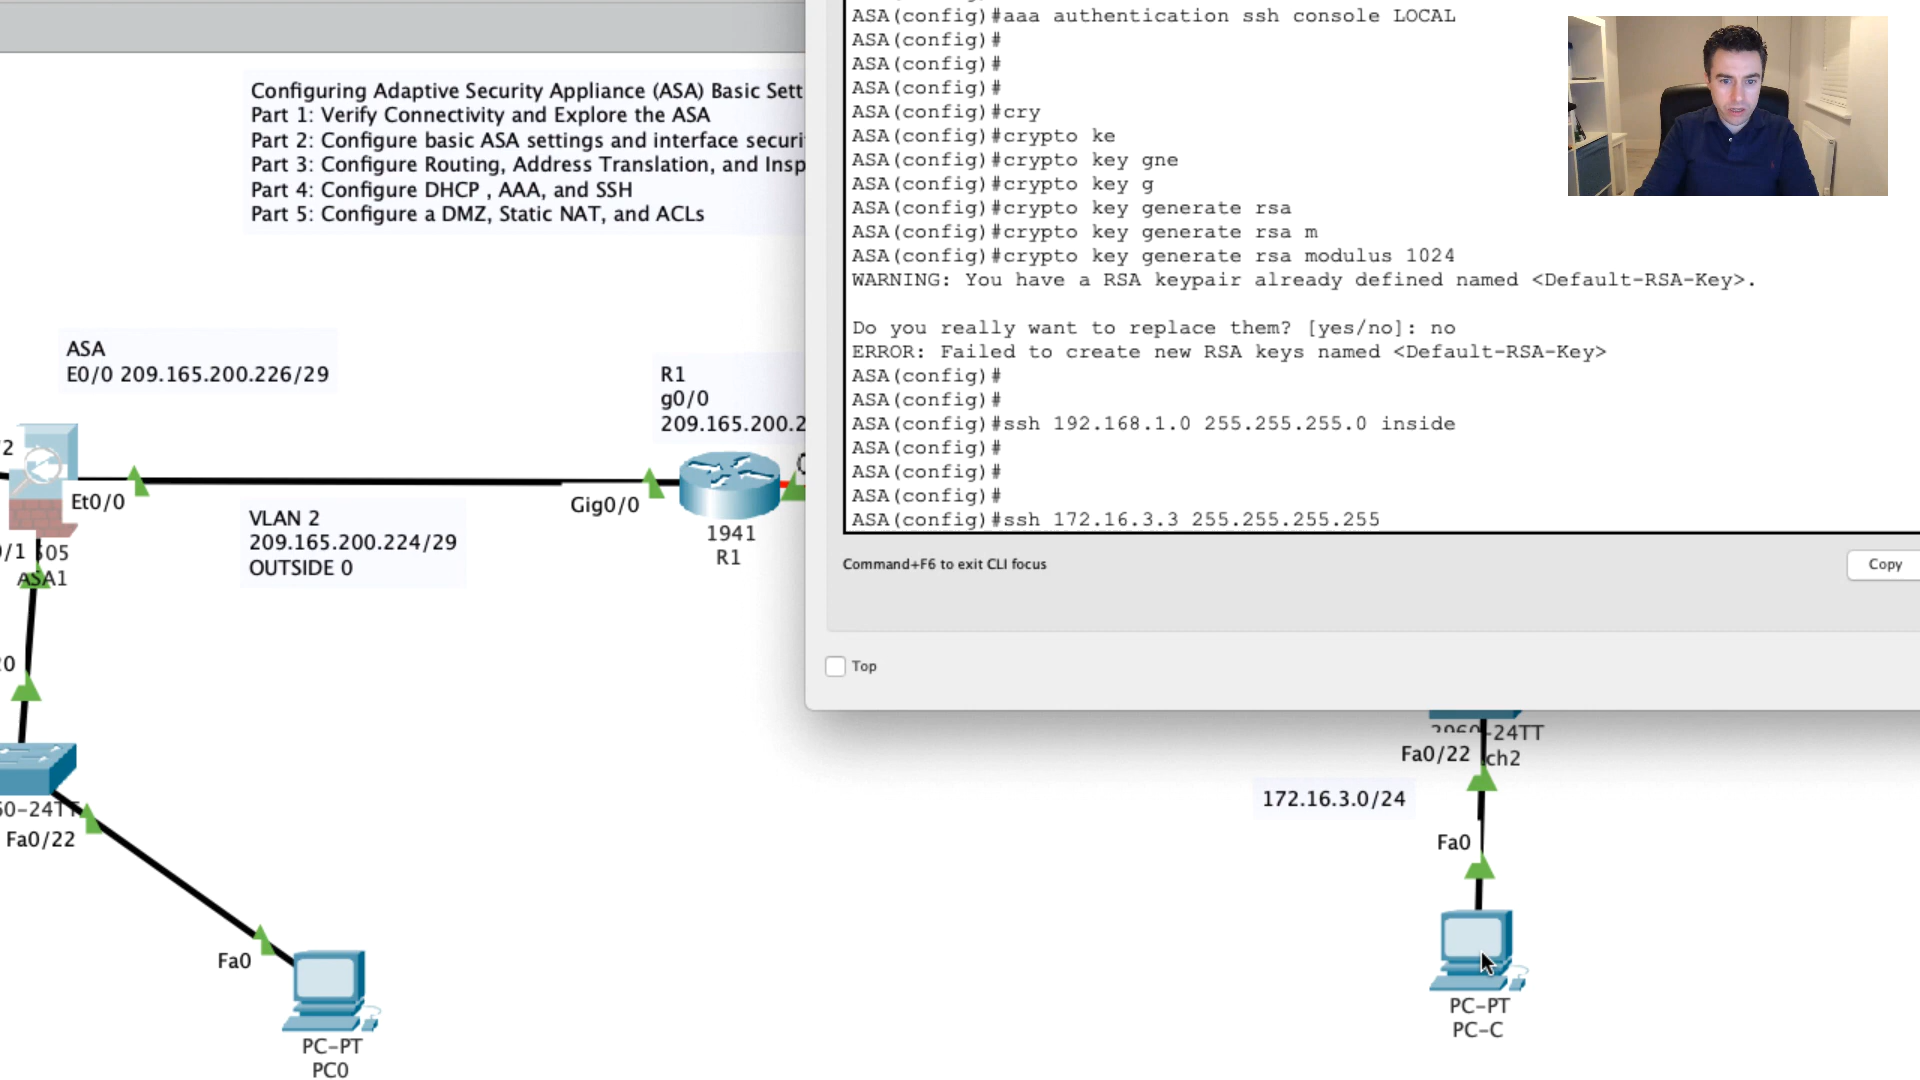 Configuring Adaptive Security Appliance (ASA) Basic Sett
Part 1: Verify Connectivity and Explore the ASA
Part 2: Configure basic ASA settings and interface securi
Part 3: Configure Routing, Address Translation, and Insp
Part 4: Configure DHCP , AAA, and SSH
Part 5: Configure a DMZ, Static NAT, and ACLs
ASA(config)#aaa authentication ssh console LOCAL
ASA(config)#
ASA(config)#
ASA(config)#
ASA(config)#cry
ASA(config)#crypto ke
ASA(config)#crypto key gne
ASA(config)#crypto key g
ASA(config)#crypto key generate rsa
ASA(config)#crypto key generate rsa m
ASA(config)#crypto key generate rsa modulus 1024
WARNING: You have a RSA keypair already defined named <Default-RSA-Key>.
Do you really want to replace them? [yes/no]: no
ERROR: Failed to create new RSA keys named <Default-RSA-Key>
ASA(config)#
ASA(config)#
ASA(config)#ssh 192.168.1.0 255.255.255.0 inside
ASA(config)#
ASA(config)#
ASA(config)#
ASA(config)#ssh 172.16.3.3 255.255.255.255
Command+F6 to exit CLI focus
Copy
Top
ASA
E0/0 209.165.200.226/29
R1
g0/0
209.165.200.2
/2
Et0/0
Gig0/0
VLAN 2
209.165.200.224/29
OUTSIDE 0
1941
R1
/1
505
ASA1
0
60-24TT
Fa0/22
Fa0
PC-PT
PC0
2960-24TT
Fa0/22
ch2
172.16.3.0/24
Fa0
PC-PT
PC-C